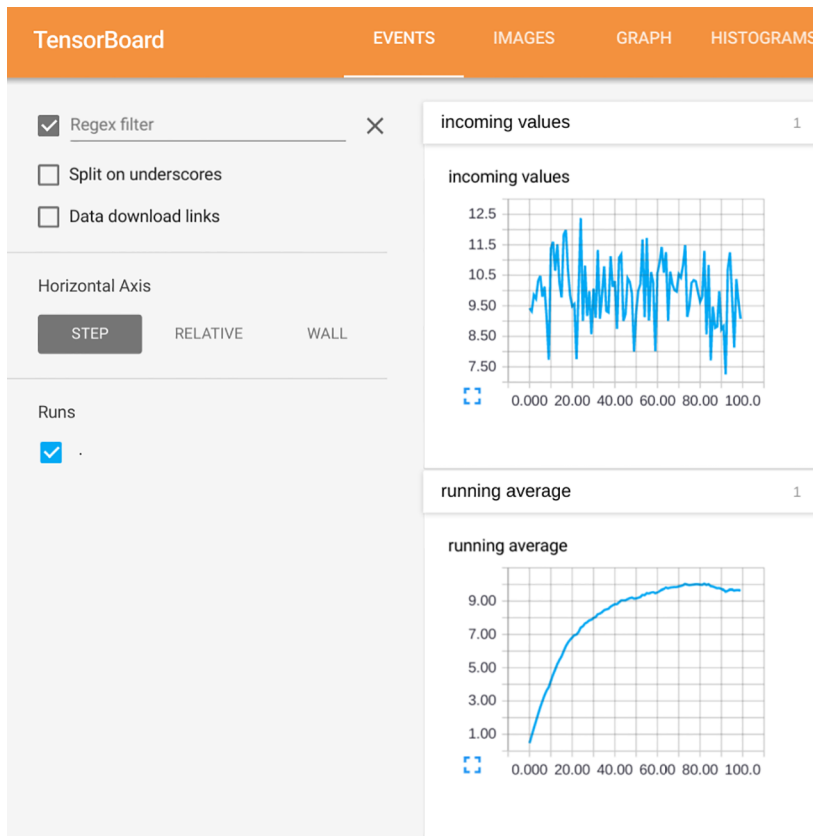 TensorBoard
EVENTS IMAGES GRAPH HISTOGRAMS
Regex filter
Split on underscores
Data download links
Horizontal Axis
STEP RELATIVE WALL
Runs
.
incoming values 1
incoming values
12.5
11.5
10.5
9.50
8.50
7.50
0.000 20.00 40.00 60.00 80.00 100.0
running average 1
running average
9.00
7.00
5.00
3.00
1.00
0.000 20.00 40.00 60.00 80.00 100.0